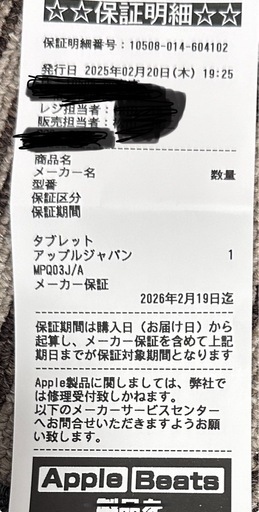 ☆☆保証明細☆☆
保証明細番号：10508-014-604102
発行日 2025年02月20日(木) 19:25
レジ担当者：
販売担当者：
商品名
メーカー名 数量
型番
保証区分
保証期間
タブレット
アップルジャパン 1
MPQ03J/A
メーカー保証
2026年2月19日迄
保証期間は購入日（お届け日）から
起算し、メーカー保証を含めて上記
期日までが保証対象期間となります
Apple製品に関しましては、弊社で
は修理受付致しかねます。
以下のメーカーサービスセンター
へお問合せいただきますようお願
い致します。
Apple Beats